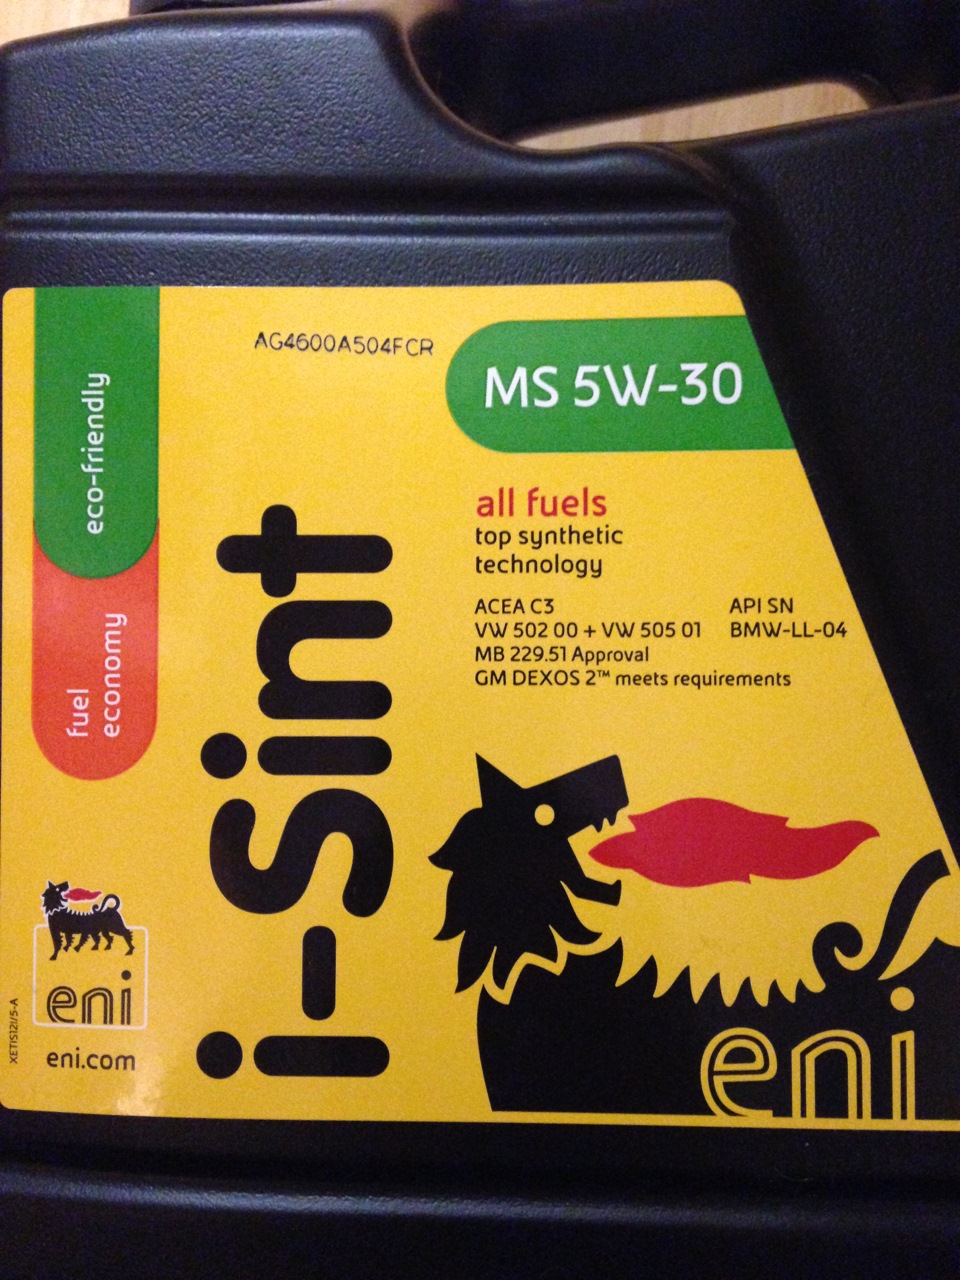 AG4600A504FCR
MS 5W-30
eco-friendly
fuel
economy
i-Sint
all fuels
top synthetic
technology
ACEA C3 API SN
VW 502 00 + VW 505 01 BMW-LL-04
MB 229.51 Approval
GM DEXOS 2™ meets requirements
eni
eni.com
XETIS12I/5-A
eni